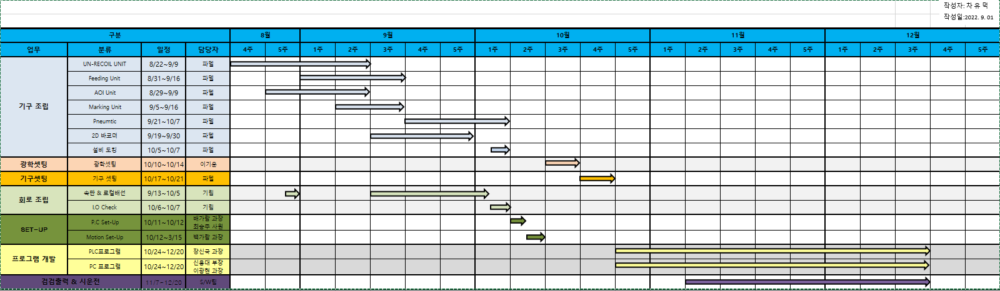 작성자: 차 유 덕
작성일:2022. 9. 01
구분 8월 9월 10월 11월 12월
업무 분류 일정 담당자 4주 5주 1주 2주 3주 4주 5주 1주 2주 3주 4주 5주 1주 2주 3주 4주 5주 1주 2주 3주 4주 5주
기구 조립
UN-RECOIL UNIT 8/22~9/9 파멜
Feeding Unit 8/31~9/16 파멜
AOI Unit 8/29~9/9 파멜
Marking Unit 9/5~9/16 파멜
Pneumtic 9/21~10/7 파멜
2D 바코더 9/19~9/30 파멜
설비 도킹 10/5~10/7 파멜
광학셋팅 광학셋팅 10/10~10/14 이기운
기구셋팅 기구 셋팅 10/17~10/21 파멜
회로 조립
속판 & 로컬배선 9/13~10/5 기림
I.O Check 10/6~10/7 기림
SET-UP
P.C Set-Up 10/11~10/12 배가람 과장
최승주 사원
Motion Set-Up 10/12~3/15 백가람 과장
프로그램 개발
PLC프로그램 10/24~12/20 장신국 과장
PC 프로그램 10/24~12/20 신용대 부장
이광현 과장
검검출력 & 시운전 11/7~12/20 S/W팀